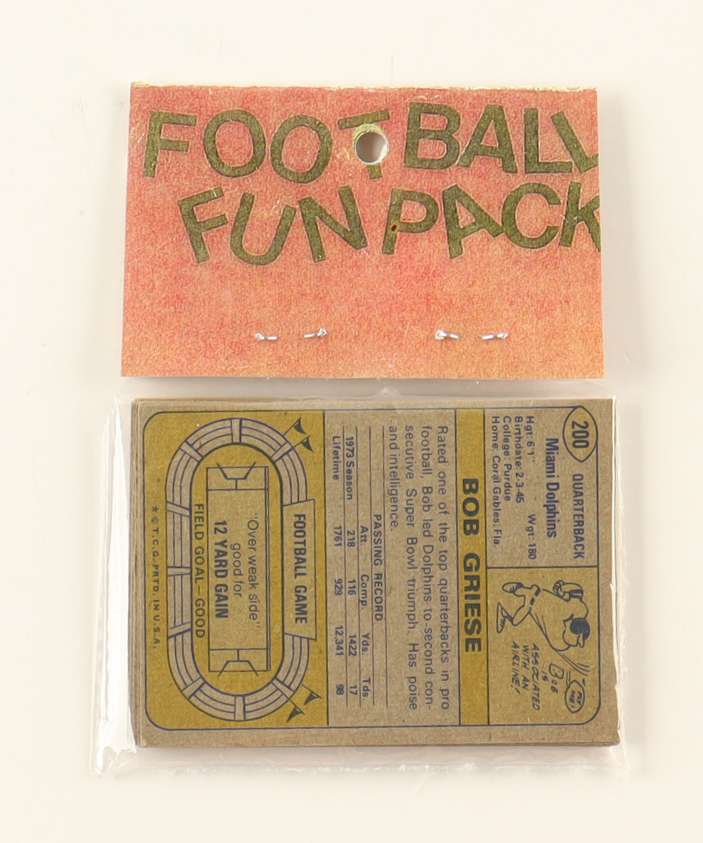 FOOTBALL
FUN PACK
200
QUARTERBACK
Miami Dolphins
Hgt: 6'1" - Wgt: 180
Birthdate: 2-3-45
College: Purdue
Home: Coral Gables, Fla.
BOB
IS
ASSOCIATED
WITH AN
AIRLINE!
BOB GRIESE
Rated one of the top quarterbacks in pro
football, Bob led Dolphins to second con-
secutive Super Bowl triumph. Has poise
and intelligence.
PASSING RECORD
Att. Comp. Yds. Tds.
1973 Season 218 116 1422 17
Lifetime 1761 929 12,341 98
FOOTBALL GAME
"Over weak side"
good for
12 YARD GAIN
FIELD GOAL—GOOD
★ © T.C.G. PRTD. IN U.S.A.